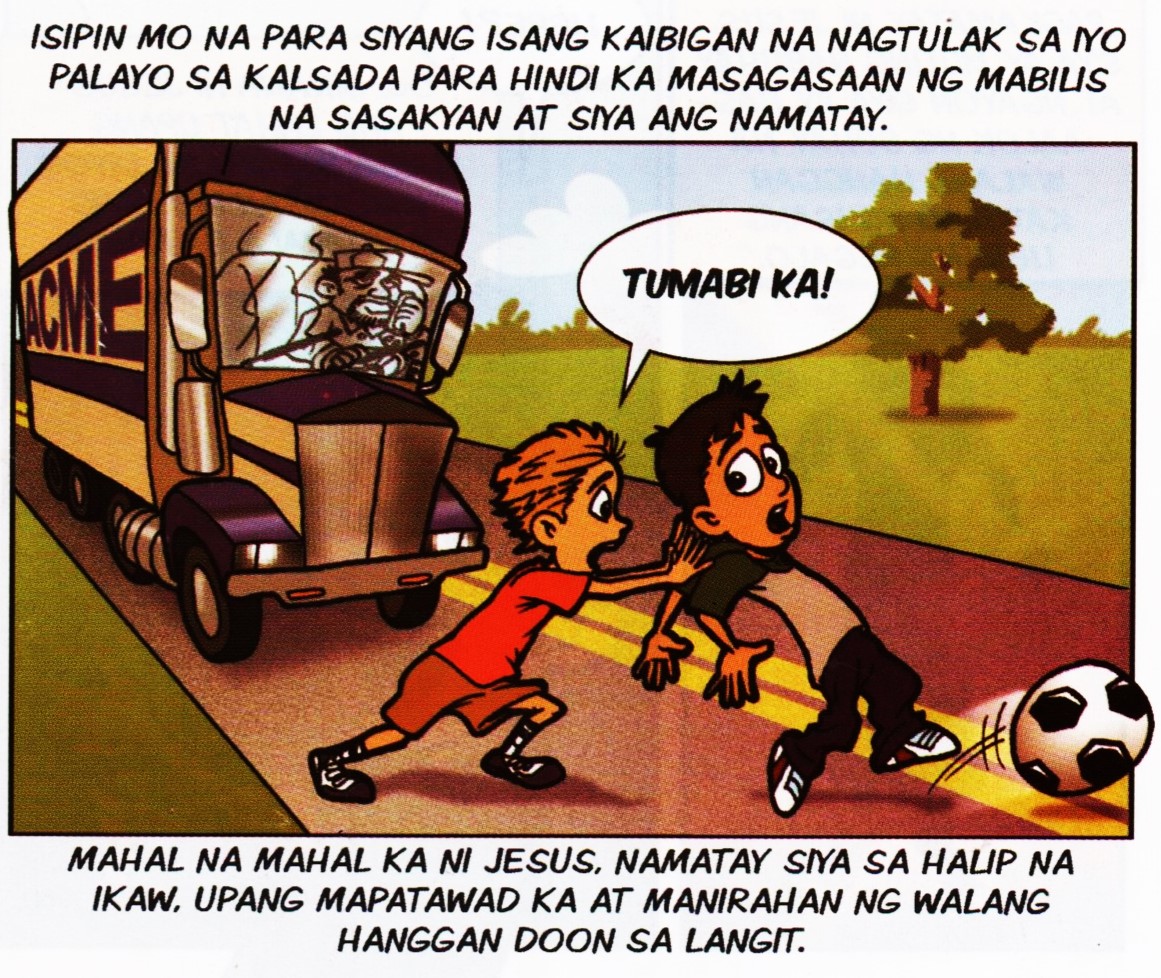 ISIPIN MO NA PARA SIYANG ISANG KAIBIGAN NA NAGTULAK SA IYO
PALAYO SA KALSADA PARA HINDI KA MASAGASAAN NG MABILIS
NA SASAKYAN AT SIYA ANG NAMATAY.
TUMABI KA!
ACME
MAHAL NA MAHAL KA NI JESUS. NAMATAY SIYA SA HALIP NA
IKAW. UPANG MAPATAWAD KA AT MANIRAHAN NG WALANG
HANGGAN DOON SA LANGIT.